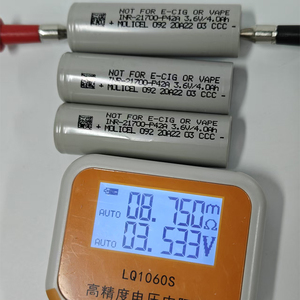 NOT FOR E-CIG OR VAPE
INR-21700-P42A 3.6V/4.0Ah
+ MOLICEL 092 20A22 03 CCC -
NOT FOR E-CIG OR VAPE
INR-21700-P42A 3.6V/4.0Ah
+ MOLICEL 092 20A22 03 CCC -
NOT FOR E-CIG OR VAPE
INR-21700-P42A 3.6V/4.0Ah
+ MOLICEL 092 20A22 03 CCC -
AUTO 08.750 mΩ
AUTO 03.539 V
LQ1060S
高精度电压内